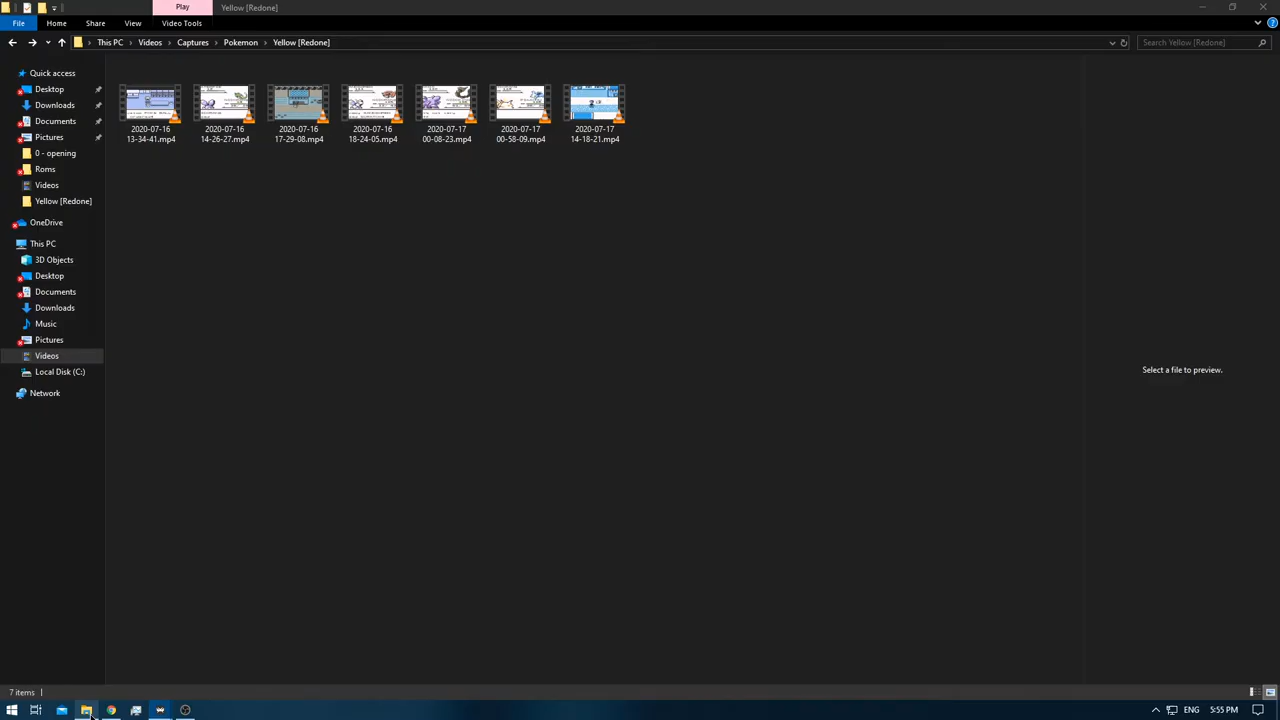 Play
Yellow [Redone]
File
Home
Share
View
Video Tools
This PC
Videos
Captures
Pokemon
Yellow [Redone]
Search Yellow [Redone]
Quick access
Desktop
Downloads
Documents
Pictures
0 - opening
Roms
Videos
Yellow [Redone]
OneDrive
This PC
3D Objects
Desktop
Documents
Downloads
Music
Pictures
Videos
Local Disk (C:)
Network
2020-07-16
13-34-41.mp4
2020-07-16
14-26-27.mp4
2020-07-16
17-29-08.mp4
2020-07-16
18-24-05.mp4
2020-07-17
00-08-23.mp4
2020-07-17
00-58-09.mp4
2020-07-17
14-18-21.mp4
Select a file to preview.
7 items
ENG
5:55 PM